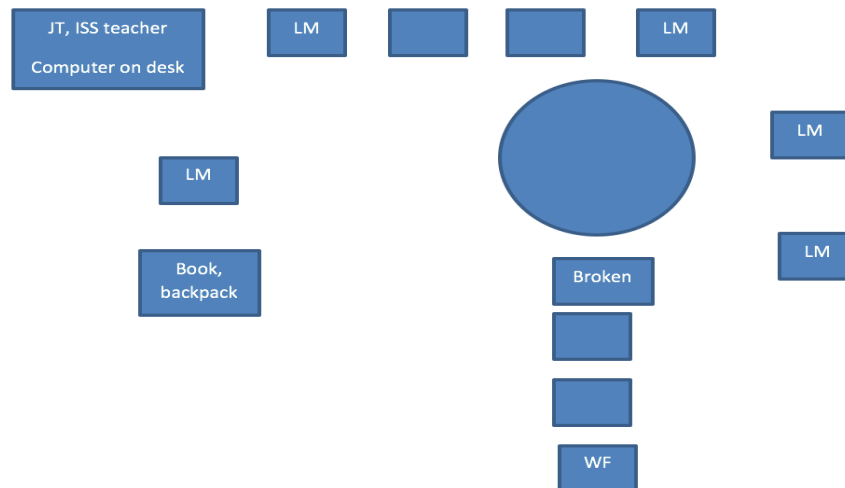 JT, ISS teacher
Computer on desk
LM
LM
LM
LM
LM
Book,
backpack
Broken
WF